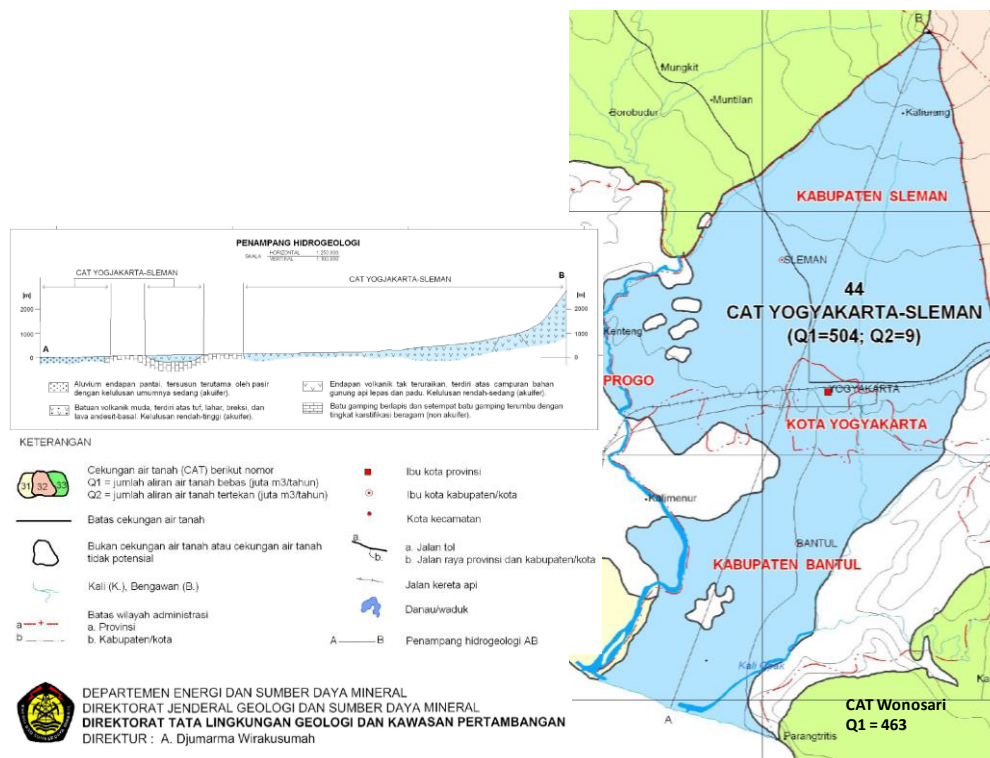 PENAMPANG HIDROGEOLOGI
SKALA HORIZONTAL 1:250.000
VERTIKAL 1:100.000
CAT YOGJAKARTA-SLEMAN
CAT YOGYAKARTA-SLEMAN
B
[m]
[m]
2000
2000
1000
1000
A
0
0
Aluvium endapan pantai, tersusun terutama oleh pasir
dengan kelulusan umumnya sedang (akuifer).
Batuan volkanik muda, terdiri atas tuf, lahar, breksi, dan
lava andesit-basal. Kelulusan rendah-tinggi (akuifer).
Endapan volkanik tak teruraikan, terdiri atas campuran bahan
gunung api lepas dan padu. Kelulusan rendah-sedang (akuifer).
Batu gamping berlapis dan setempat batu gamping terumbu dengan
tingkat karstifikasi beragam (non akuifer).
KETERANGAN
31 32 33
Cekungan air tanah (CAT) berikut nomor
Q1 = jumlah aliran air tanah bebas (juta m3/tahun)
Q2 = jumlah aliran air tanah tertekan (juta m3/tahun)
Batas cekungan air tanah
Bukan cekungan air tanah atau cekungan air tanah
tidak potensial
Kali (K.), Bengawan (B.)
Batas wilayah administrasi
a a. Provinsi
b b. Kabupaten/kota
Ibu kota provinsi
Ibu kota kabupaten/kota
Kota kecamatan
a. a. Jalan tol
b. b. Jalan raya provinsi dan kabupaten/kota
Jalan kereta api
Danau/waduk
A B Penampang hidrogeologi AB
DEPARTEMEN ENERGI DAN SUMBER DAYA MINERAL
DIREKTORAT JENDERAL GEOLOGI DAN SUMBER DAYA MINERAL
DIREKTORAT TATA LINGKUNGAN GEOLOGI DAN KAWASAN PERTAMBANGAN
DIREKTUR : A. Djumarma Wirakusumah
B
Mungkit
Muntilan
Borobudur
Kaliurang
KABUPATEN SLEMAN
SLEMAN
44
CAT YOGYAKARTA-SLEMAN
(Q1=504; Q2=9)
Kenteng
PROGO
YOGYAKARTA
KOTA YOGYAKARTA
Kalimenur
BANTUL
KABUPATEN BANTUL
A
Parangtritis
CAT Wonosari
Q1 = 463